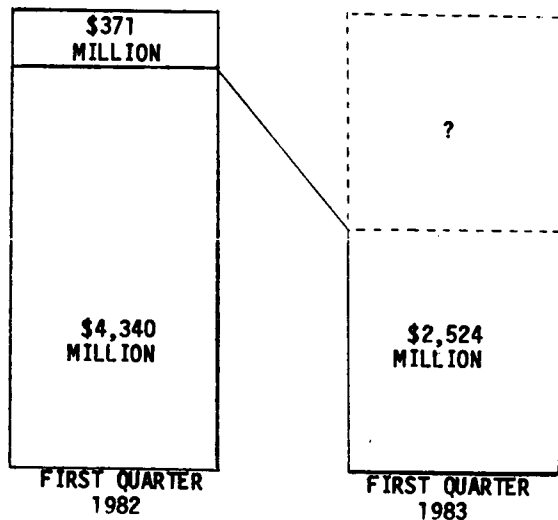 $371
MILLION
?
$4,340
MILLION
$2,524
MILLION
FIRST QUARTER
1982
FIRST QUARTER
1983